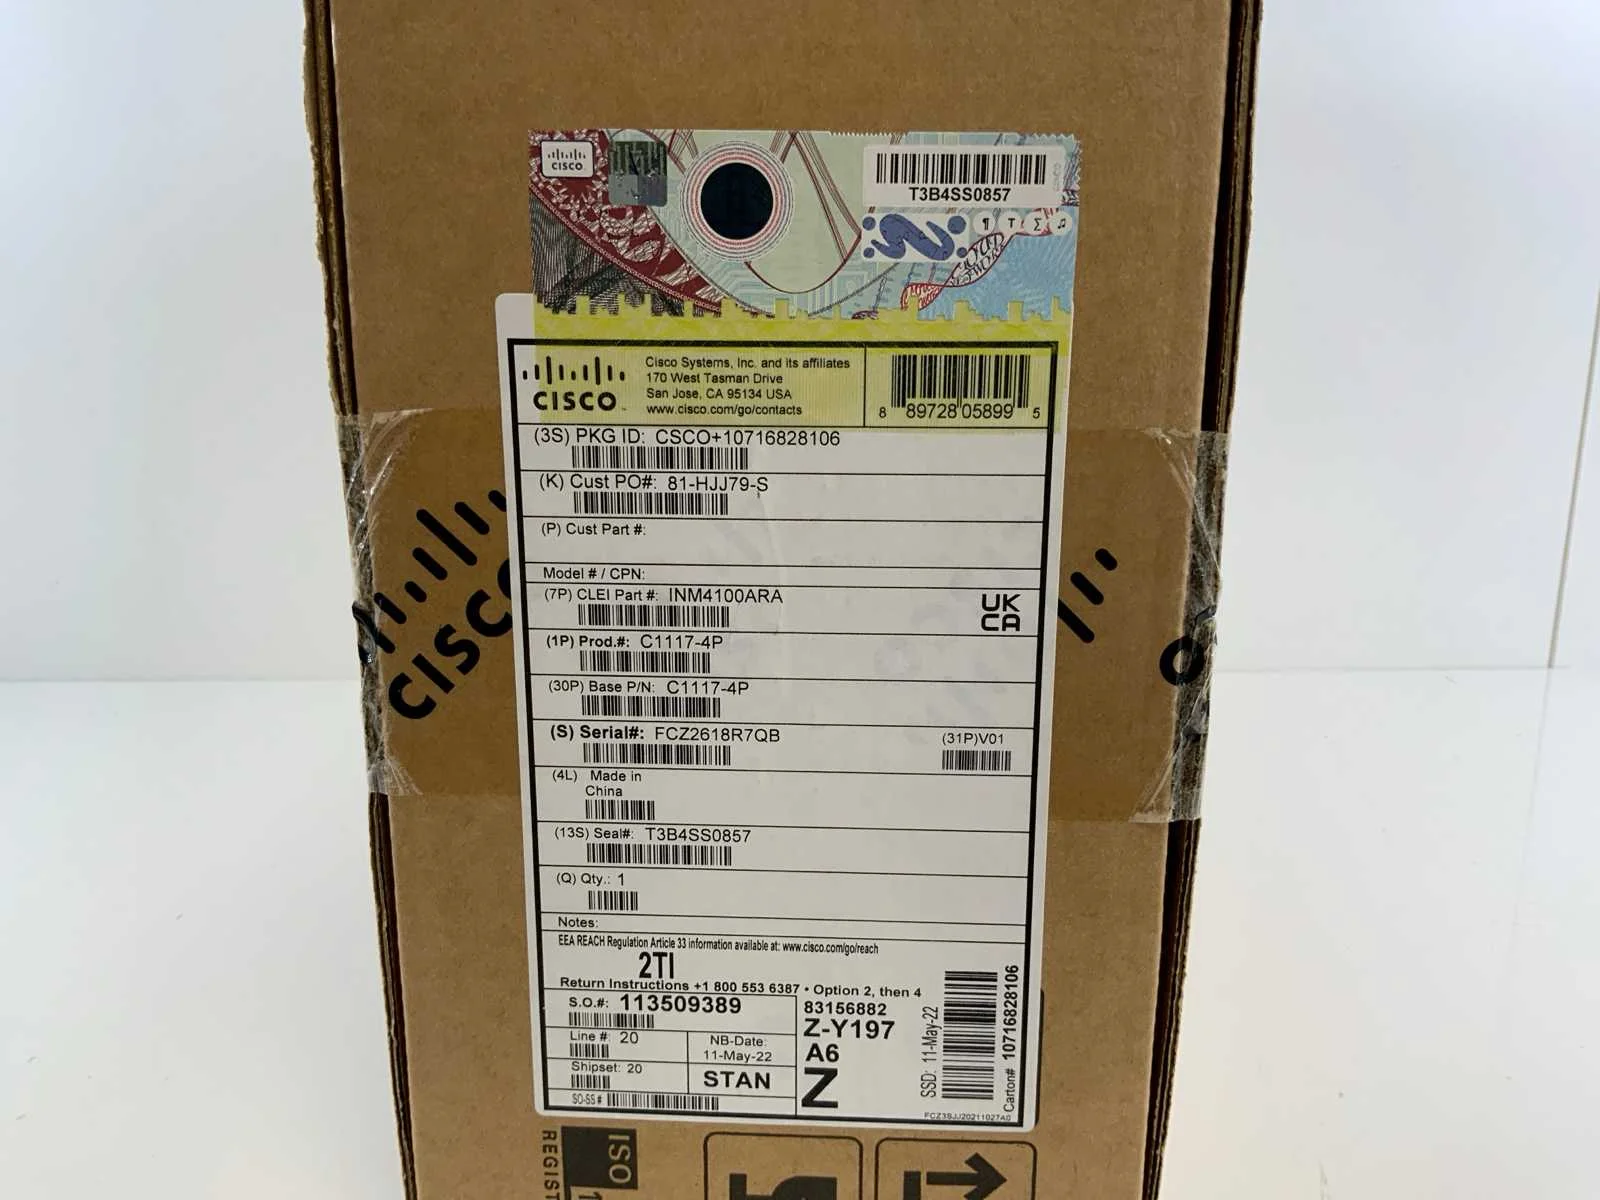 CISCO
T3B4SS0857
¶ T Σ ♫
CISCO
Cisco Systems, Inc. and its affiliates
170 West Tasman Drive
San Jose, CA 95134 USA
www.cisco.com/go/contacts
8 89728 05899 5
(3S) PKG ID: CSCO+10716828106
(K) Cust PO#: 81-HJJ79-S
(P) Cust Part #:
Model # / CPN:
(7P) CLEI Part #: INM4100ARA
UK
CA
(1P) Prod.#: C1117-4P
(30P) Base P/N: C1117-4P
(S) Serial#: FCZ2618R7QB
(31P)V01
(4L) Made in
China
(13S) Seal#: T3B4SS0857
(Q) Qty.: 1
Notes:
EEA REACH Regulation Article 33 information available at: www.cisco.com/go/reach
2TI
Return Instructions +1 800 553 6387 • Option 2, then 4
S.O.#: 113509389
Line #: 20
Shipset: 20
SO-SS #
NB-Date:
11-May-22
STAN
83156882
Z-Y197
A6
Z
SSD: 11-May-22
Carton# 10716828106
FCZ3SJJ20211027A0
CISCO
ISO
REGIST